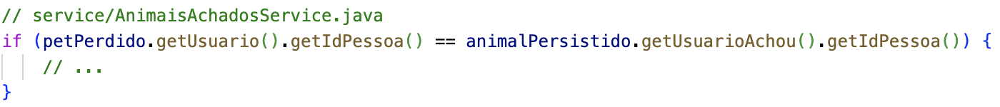 // service/AnimaisAchadosService.java
if (petPerdido.getUsuario().getIdPessoa() == animalPersistido.getUsuarioAchou().getIdPessoa()) {
    // ...
}